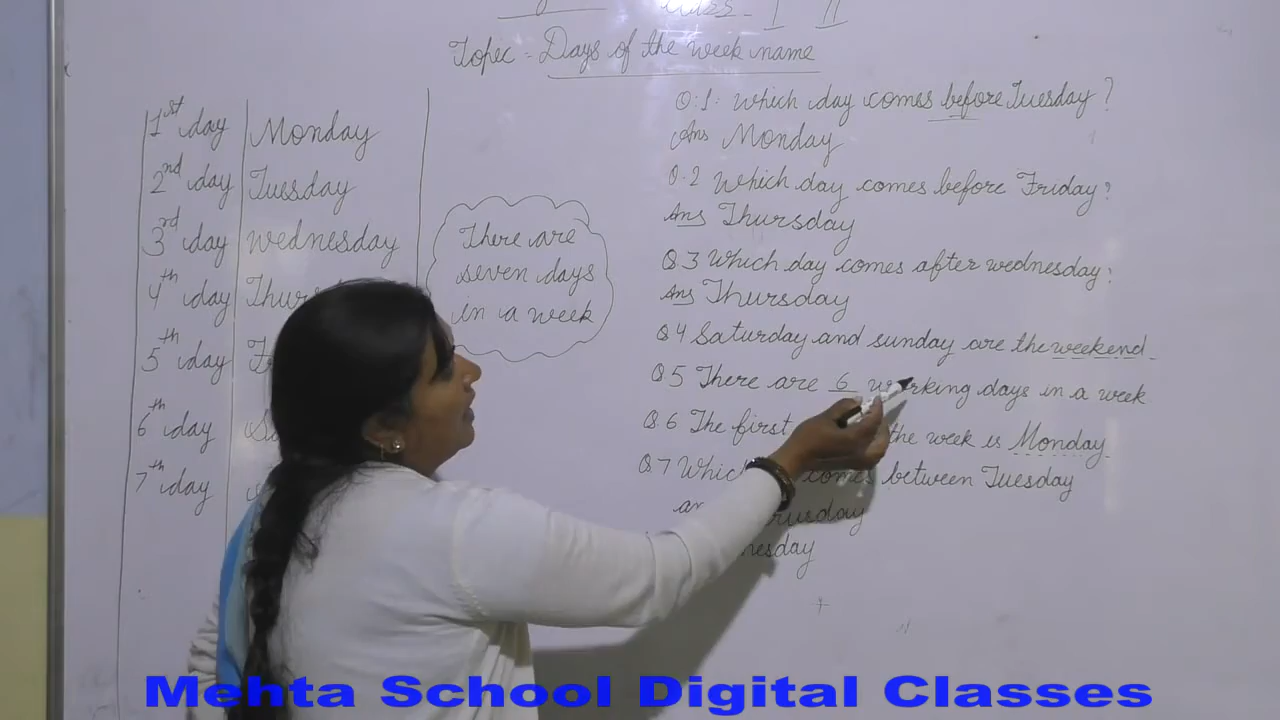 Topic - Days of the week name
1st day Monday
2nd day Tuesday
3rd day wednesday
4th day
5th day
6th day
7th day
There are
seven days
in a week
Q.1. which day comes before Tuesday?
Ans Monday
Q.2 Which day comes before Friday?
Ans Thursday
Q3 Which day comes after wednesday?
Ans Thursday
Q4 Saturday and sunday are the weekend.
Q5 There are 6 working days in a week
Q.6 The first the week is Monday.
Q7 comes between Tuesday
Mehta School Digital Classes